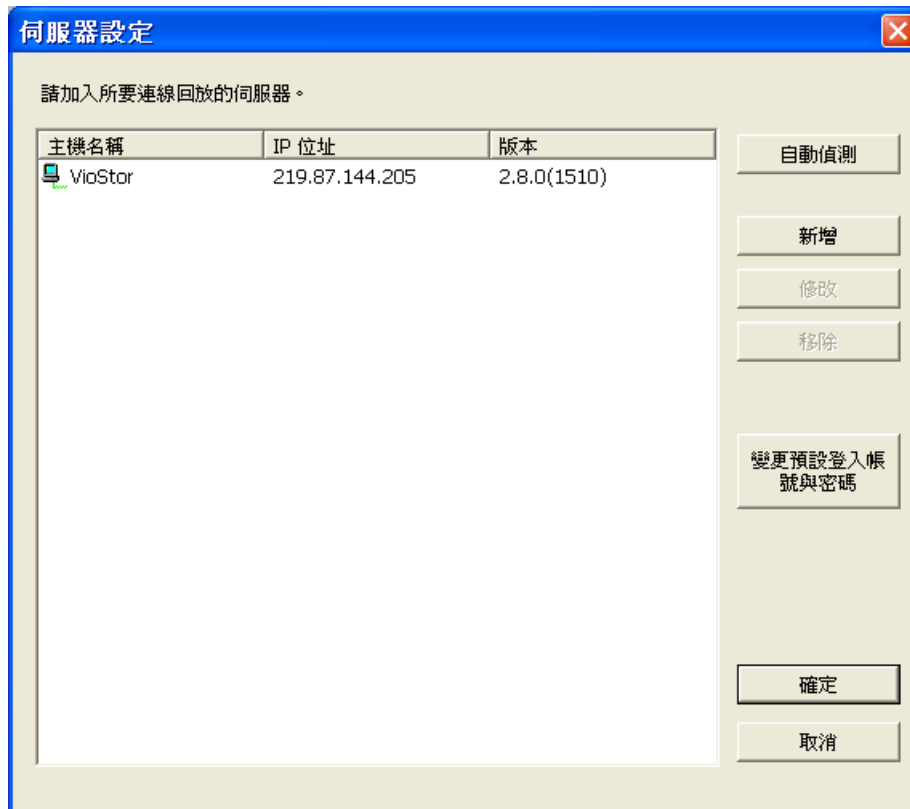 伺服器設定
請加入所要連線回放的伺服器。
主機名稱 IP 位址 版本
VioStor 219.87.144.205 2.8.0(1510)
自動偵測
新增
修改
移除
變更預設登入帳
號與密碼
確定
取消